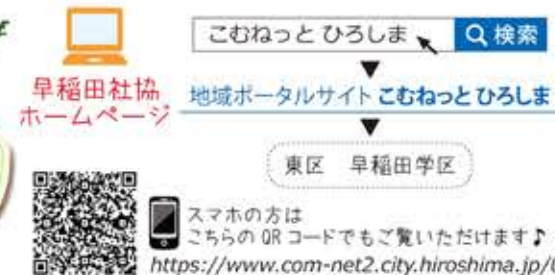 早稲田社協
ホームページ
こむねっと ひろしま
検索
地域ポータルサイト こむねっと ひろしま
東区 早稲田学区
スマホの方は
こちらの QR コードでもご覧いただけます♪
https://www.com-net2.city.hiroshima.jp/